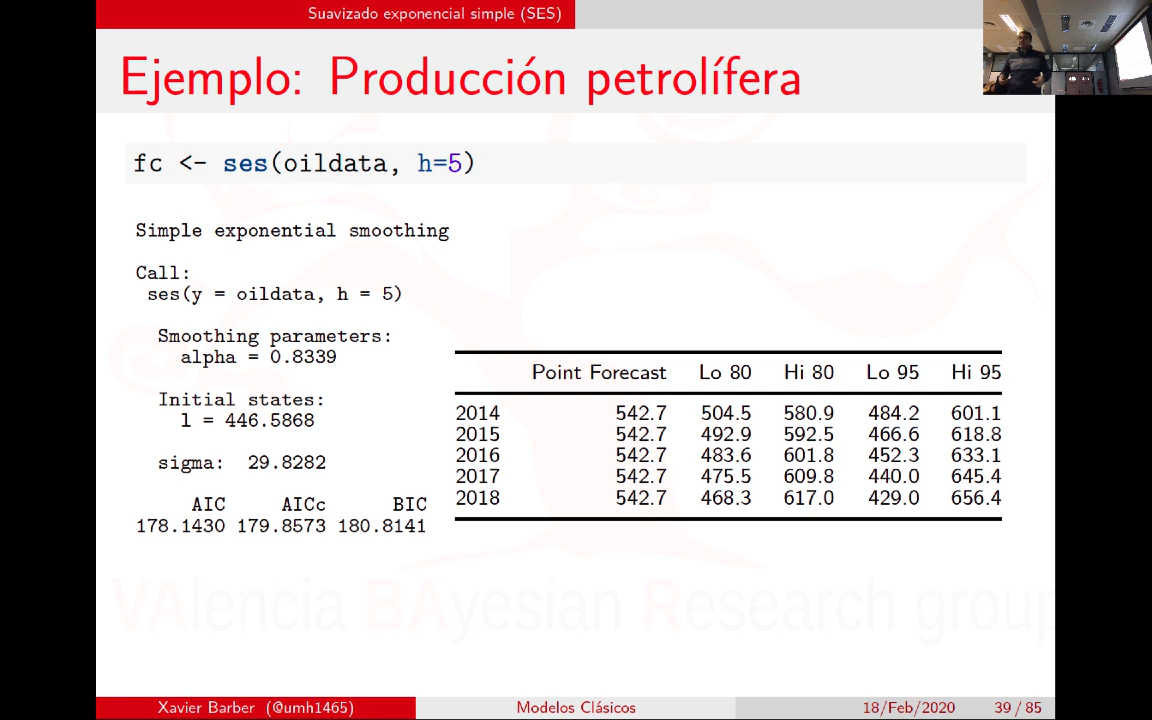 Suavizado exponencial simple (SES)
Ejemplo: Producción petrolífera
fc <- ses(oildata, h=5)
Simple exponential smoothing
Call:
ses(y = oildata, h = 5)
Smoothing parameters:
alpha = 0.8339
Initial states:
l = 446.5868
sigma: 29.8282
AIC AICc BIC
178.1430 179.8573 180.8141
Point Forecast Lo 80 Hi 80 Lo 95 Hi 95
2014 542.7 504.5 580.9 484.2 601.1
2015 542.7 492.9 592.5 466.6 618.8
2016 542.7 483.6 601.8 452.3 633.1
2017 542.7 475.5 609.8 440.0 645.4
2018 542.7 468.3 617.0 429.0 656.4
VAlencia BAyesian Research group
Xavier Barber (@umh1465) Modelos Clásicos 18/Feb/2020 39 / 85